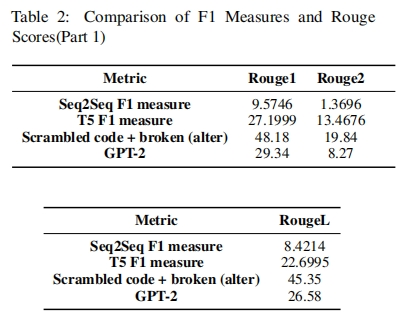 Table 2: Comparison of F1 Measures and Rouge
Scores(Part 1)
Metric Rouge1 Rouge2
Seq2Seq F1 measure 9.5746 1.3696
T5 F1 measure 27.1999 13.4676
Scrambled code + broken (alter) 48.18 19.84
GPT-2 29.34 8.27
Metric RougeL
Seq2Seq F1 measure 8.4214
T5 F1 measure 22.6995
Scrambled code + broken (alter) 45.35
GPT-2 26.58